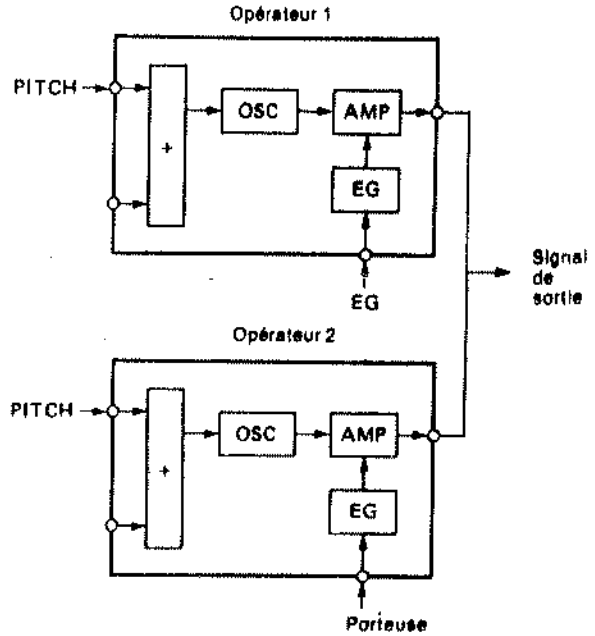 Opérateur 1
PITCH
+
OSC
AMP
EG
EG
Signal
de
sortie
Opérateur 2
PITCH
+
OSC
AMP
EG
Porteuse